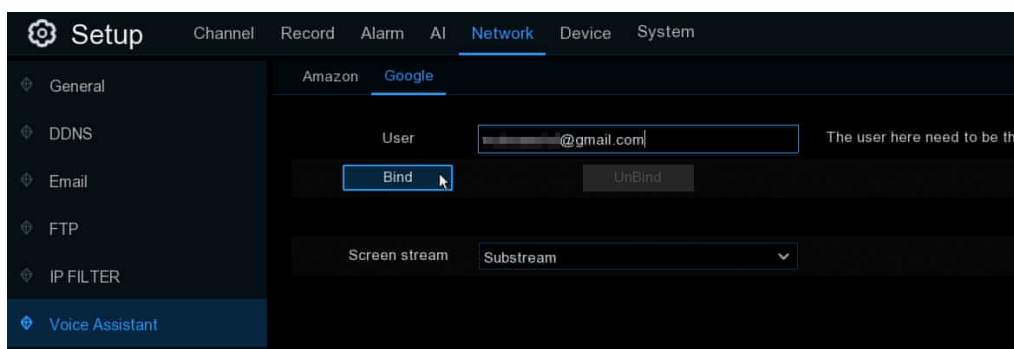 Setup Channel Record Alarm AI Network Device System
Amazon Google
General
DDNS
Email
FTP
IP FILTER
Voice Assistant
User @gmail.com The user here need to be
Bind UnBind
Screen stream Substream